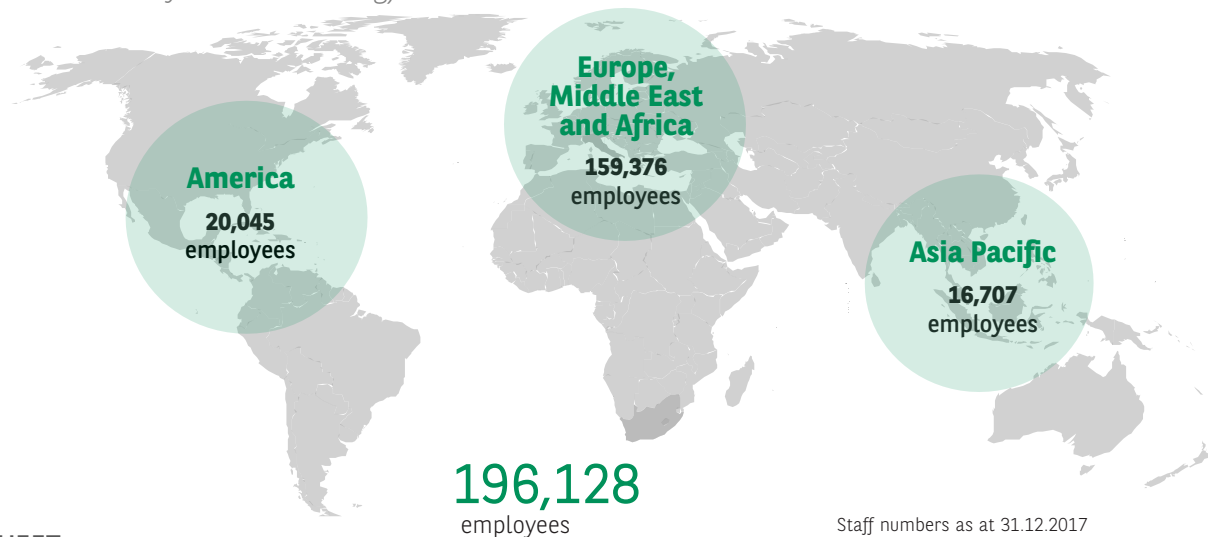 Europe,
Middle East
and Africa
159,376
employees
America
20,045
employees
Asia Pacific
16,707
employees
196,128
employees
Staff numbers as at 31.12.2017